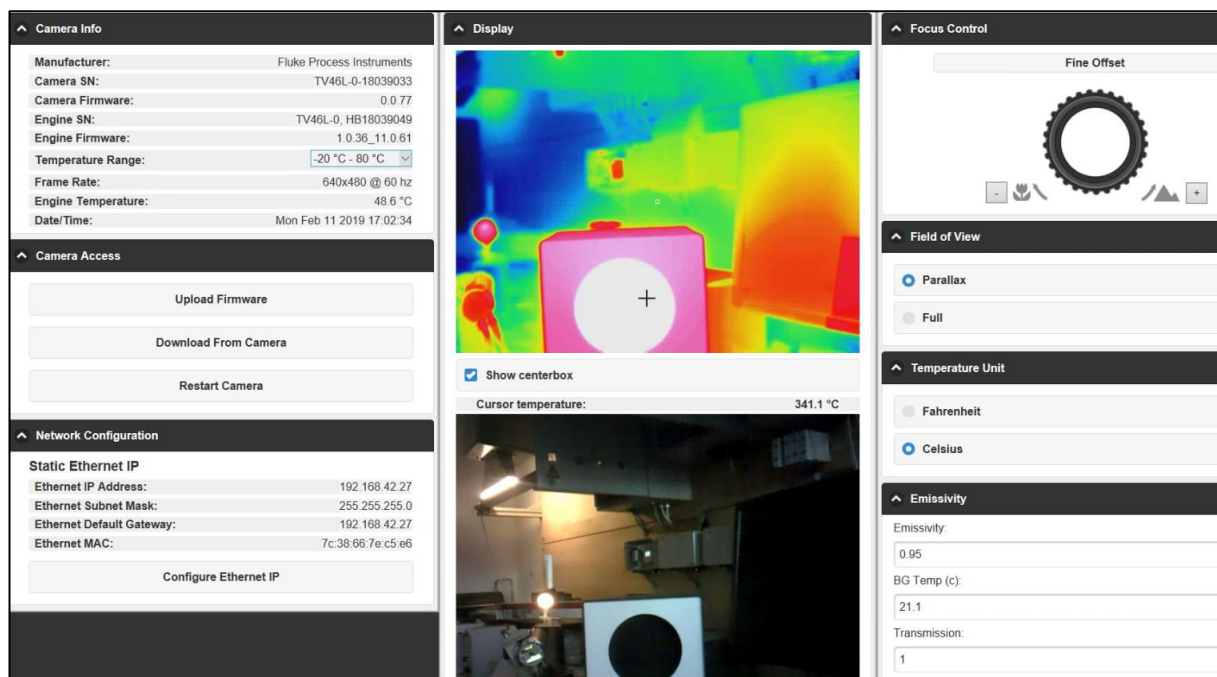 Camera Info
Manufacturer: Fluke Process Instruments
Camera SN: TV46L-0-18039033
Camera Firmware: 0.0.77
Engine SN: TV46L-0, HB18039049
Engine Firmware: 1.0.36_11.0.61
Temperature Range: -20 °C - 80 °C
Frame Rate: 640x480 @ 60 hz
Engine Temperature: 48.6 °C
Date/Time: Mon Feb 11 2019 17:02:34
Camera Access
Upload Firmware
Download From Camera
Restart Camera
Network Configuration
Static Ethernet IP
Ethernet IP Address: 192.168.42.27
Ethernet Subnet Mask: 255.255.255.0
Ethernet Default Gateway: 192.168.42.27
Ethernet MAC: 7c:38:66:7e:c5:e6
Configure Ethernet IP
Display
Show centerbox
Cursor temperature: 341.1 °C
Focus Control
Fine Offset
- +
Field of View
Parallax
Full
Temperature Unit
Fahrenheit
Celsius
Emissivity
Emissivity:
0.95
BG Temp (c):
21.1
Transmission:
1